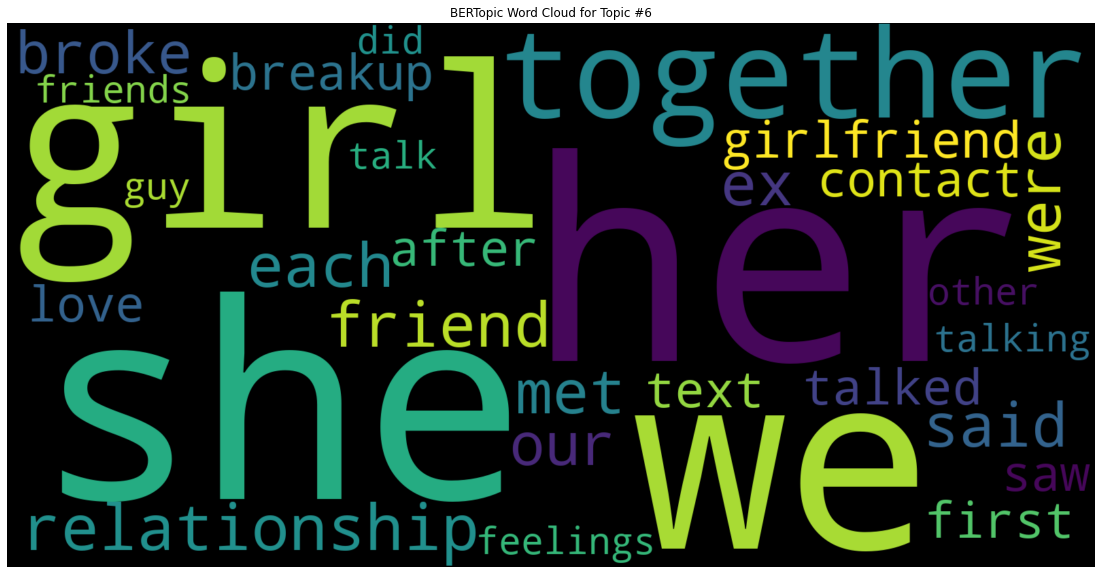 BERTopic Word Cloud for Topic #6
broke
did
breakup
together
friends
girl
talk
guy
girlfriend
were
ex
contact
her
each
after
love
friend
other
talking
she
met
text
talked
our
we
said
saw
relationship
feelings
first